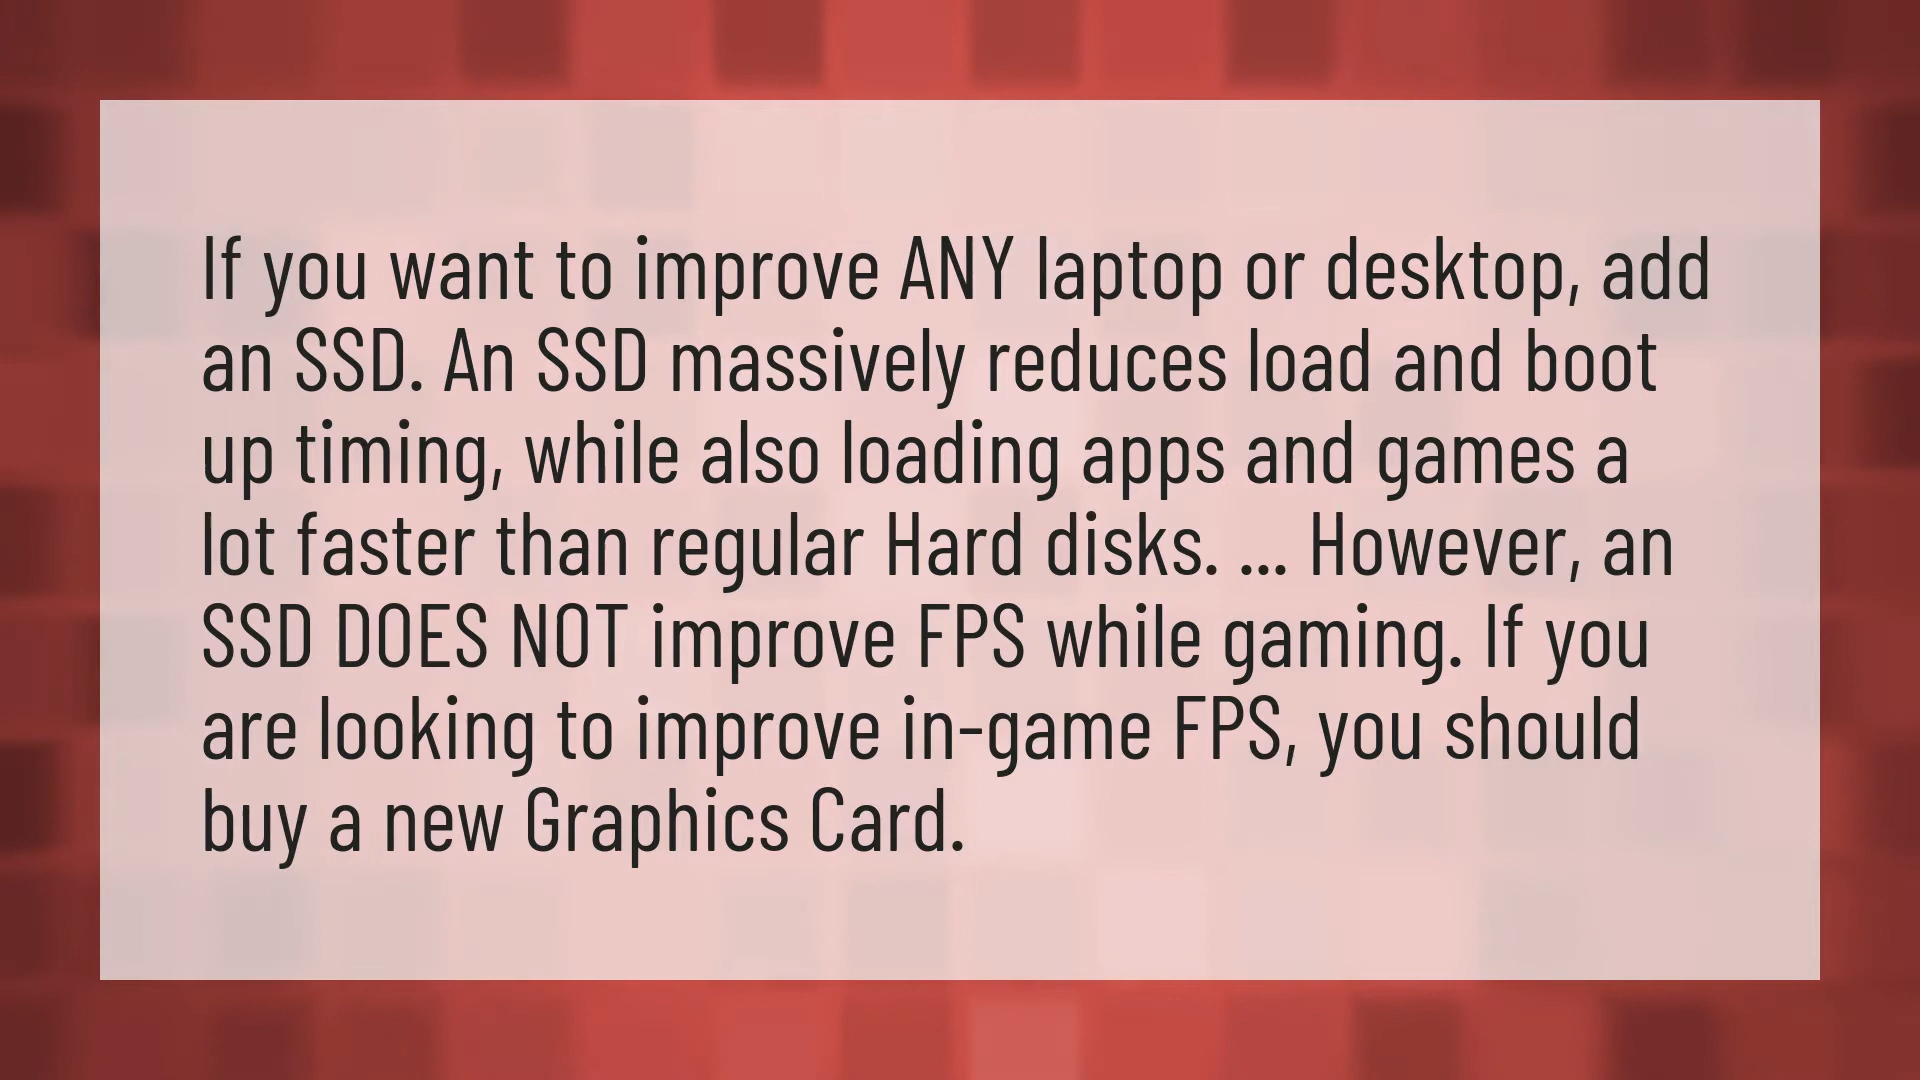 If you want to improve ANY laptop or desktop, add
an SSD. An SSD massively reduces load and boot
up timing, while also loading apps and games a
lot faster than regular Hard disks. ... However, an
SSD DOES NOT improve FPS while gaming. If you
are looking to improve in-game FPS, you should
buy a new Graphics Card.